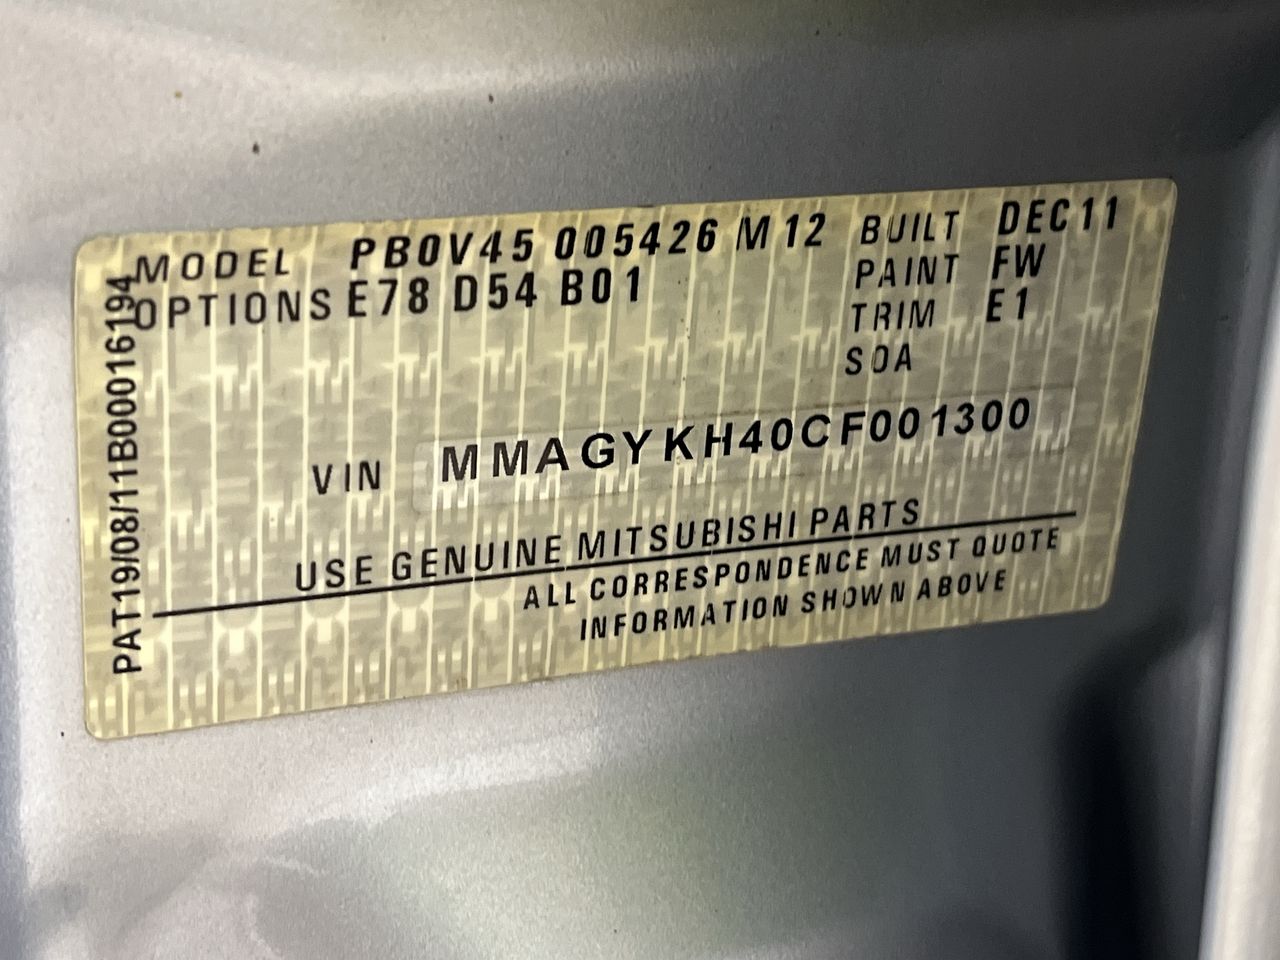 MODEL PB0V45 005426 M12 BUILT DEC11
OPTIONS E78 D54 B01 PAINT FW
TRIM E1
SOA
VIN MMAGYKH40CF001300
USE GENUINE MITSUBISHI PARTS
ALL CORRESPONDENCE MUST QUOTE
INFORMATION SHOWN ABOVE
PAT19/08/11B00016194